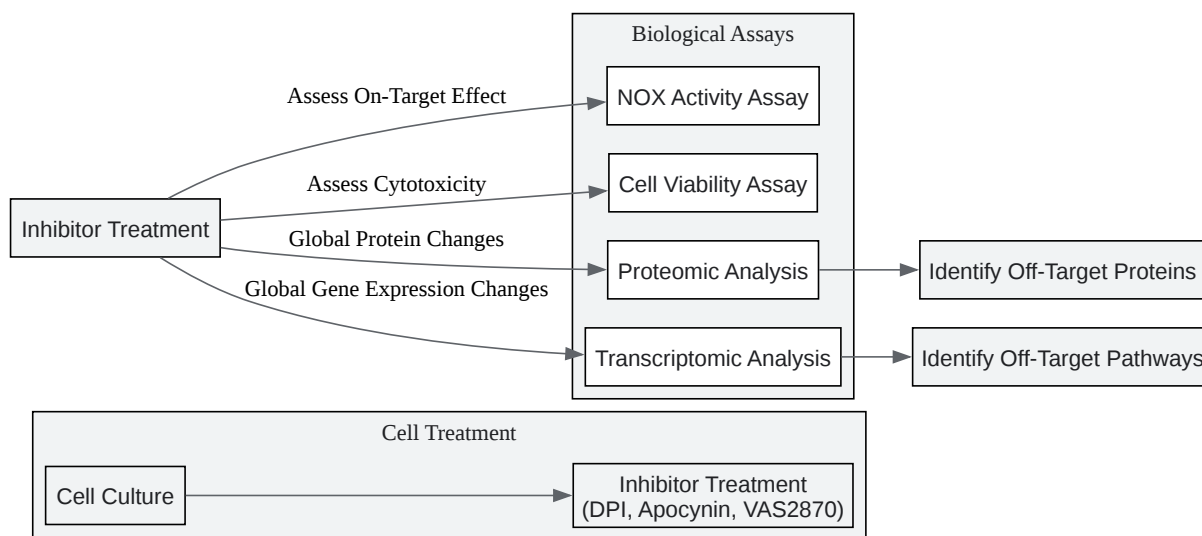 Biological Assays
Assess On-Target Effect
NOX Activity Assay
Assess Cytotoxicity
Cell Viability Assay
Inhibitor Treatment
Global Protein Changes
Proteomic Analysis
Identify Off-Target Proteins
Global Gene Expression Changes
Transcriptomic Analysis
Identify Off-Target Pathways
Cell Treatment
Cell Culture
Inhibitor Treatment
(DPI, Apocynin, VAS2870)